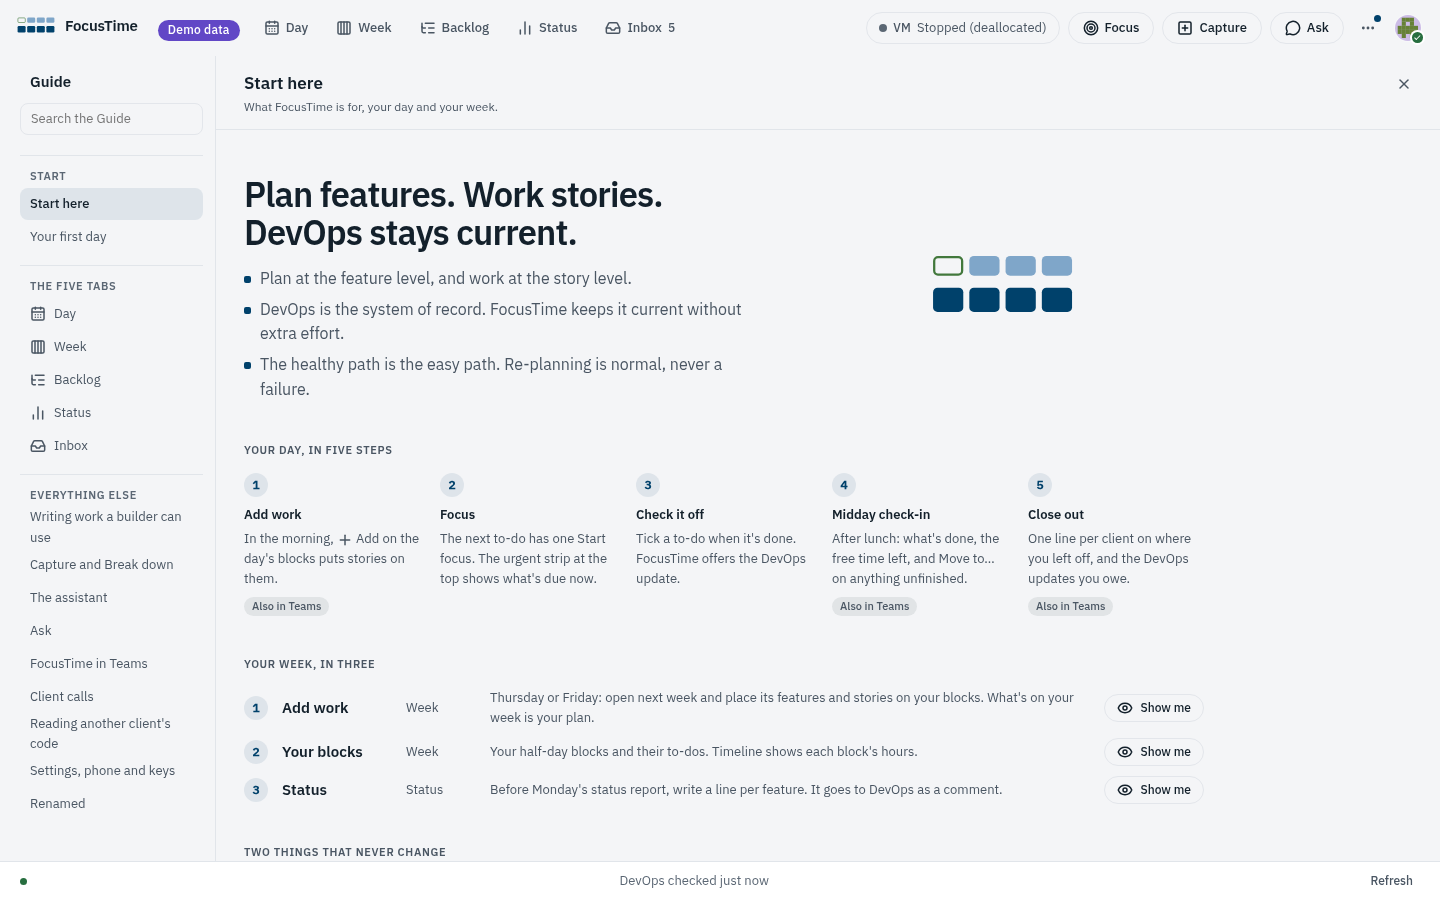 FocusTime
Demo data
Day
Week
Backlog
Status
Inbox 5
VM Stopped (deallocated)
Focus
Capture
Ask
Guide
Search the Guide
START
Start here
Your first day
THE FIVE TABS
Day
Week
Backlog
Status
Inbox
EVERYTHING ELSE
Writing work a builder can
use
Capture and Break down
The assistant
Ask
FocusTime in Teams
Client calls
Reading another client's
code
Settings, phone and keys
Renamed
Start here
What FocusTime is for, your day and your week.
Plan features. Work stories.
DevOps stays current.
Plan at the feature level, and work at the story level.
DevOps is the system of record. FocusTime keeps it current without
extra effort.
The healthy path is the easy path. Re-planning is normal, never a
failure.
YOUR DAY, IN FIVE STEPS
1
Add work
In the morning, + Add on the
day's blocks puts stories on
them.
Also in Teams
2
Focus
The next to-do has one Start
focus. The urgent strip at the
top shows what's due now.
3
Check it off
Tick a to-do when it's done.
FocusTime offers the DevOps
update.
4
Midday check-in
After lunch: what's done, the
free time left, and Move to...
on anything unfinished.
Also in Teams
5
Close out
One line per client on where
you left off, and the DevOps
updates you owe.
Also in Teams
YOUR WEEK, IN THREE
1 Add work Week
Thursday or Friday: open next week and place its features and stories on your blocks. What's on your
week is your plan.
Show me
2 Your blocks Week Your half-day blocks and their to-dos. Timeline shows each block's hours. Show me
3 Status Status Before Monday's status report, write a line per feature. It goes to DevOps as a comment. Show me
TWO THINGS THAT NEVER CHANGE
DevOps checked just now
Refresh